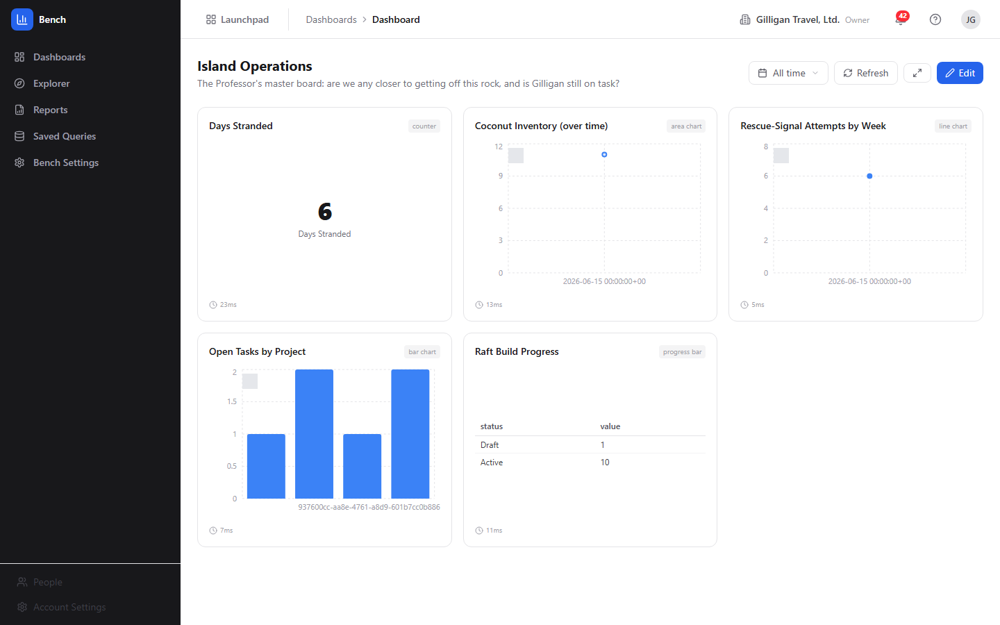 Bench
Dashboards
Explorer
Reports
Saved Queries
Bench Settings
People
Account Settings
Launchpad
Dashboards > Dashboard
Gilligan Travel, Ltd. Owner
42
JG
Island Operations
The Professor's master board: are we any closer to getting off this rock, and is Gilligan still on task?
All time
Refresh
Edit
Days Stranded
counter
6
Days Stranded
23ms
Coconut Inventory (over time)
area chart
12
9
6
3
0
2026-06-15 00:00:00+00
13ms
Rescue-Signal Attempts by Week
line chart
8
6
4
2
0
2026-06-15 00:00:00+00
5ms
Open Tasks by Project
bar chart
2
1.5
1
0.5
0
937600cc-aa8e-4761-a8d9-601b7cc0b886
7ms
Raft Build Progress
progress bar
status value
Draft 1
Active 10
11ms